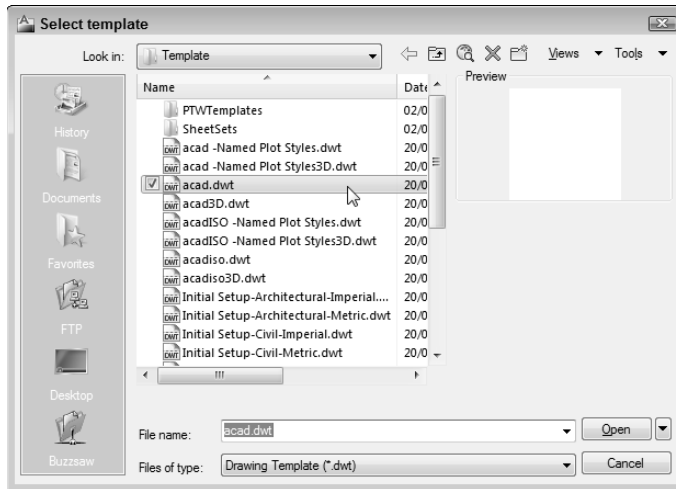 Select template
Look in: Template Views Tools
History
Documents
Favorites
FTP
Desktop
Buzzsaw
Name Date
PTWTemplates 02/0
SheetSets 02/0
acad -Named Plot Styles.dwt 20/0
acad -Named Plot Styles3D.dwt 20/0
acad.dwt 20/0
acad3D.dwt 20/0
acadISO -Named Plot Styles.dwt 20/0
acadISO -Named Plot Styles3D.dwt 20/0
acadiso.dwt 20/0
acadiso3D.dwt 20/0
Initial Setup-Architectural-Imperial.... 20/0
Initial Setup-Architectural-Metric.dwt 20/0
Initial Setup-Civil-Imperial.dwt 20/0
Initial Setup-Civil-Metric.dwt 20/0
Preview
File name: acad.dwt Open
Files of type: Drawing Template (*.dwt) Cancel